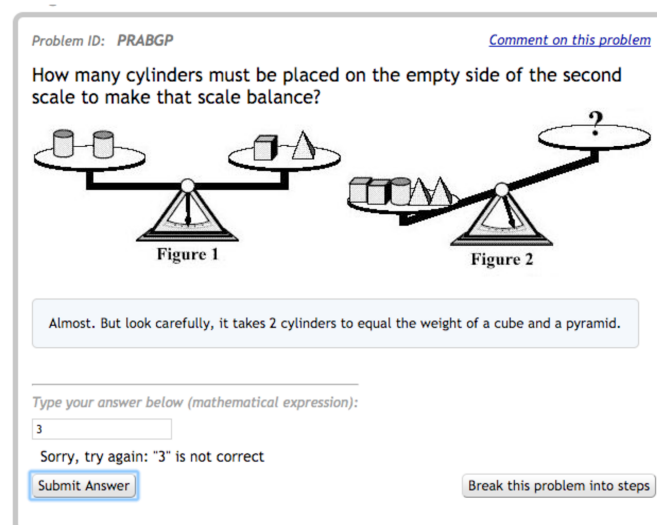 Problem ID: PRABGP
Comment on this problem
How many cylinders must be placed on the empty side of the second
scale to make that scale balance?
?
Figure 1
Figure 2
Almost. But look carefully, it takes 2 cylinders to equal the weight of a cube and a pyramid.
Type your answer below (mathematical expression):
3
Sorry, try again: "3" is not correct
Submit Answer
Break this problem into steps